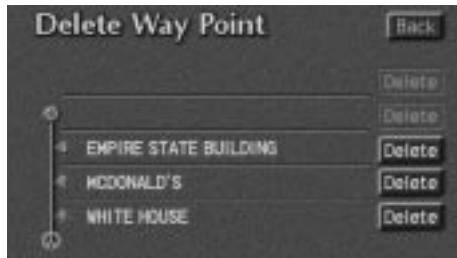 Delete Way Point Back
Delete
Delete
EMPIRE STATE BUILDING Delete
MCDONALD'S Delete
WHITE HOUSE Delete